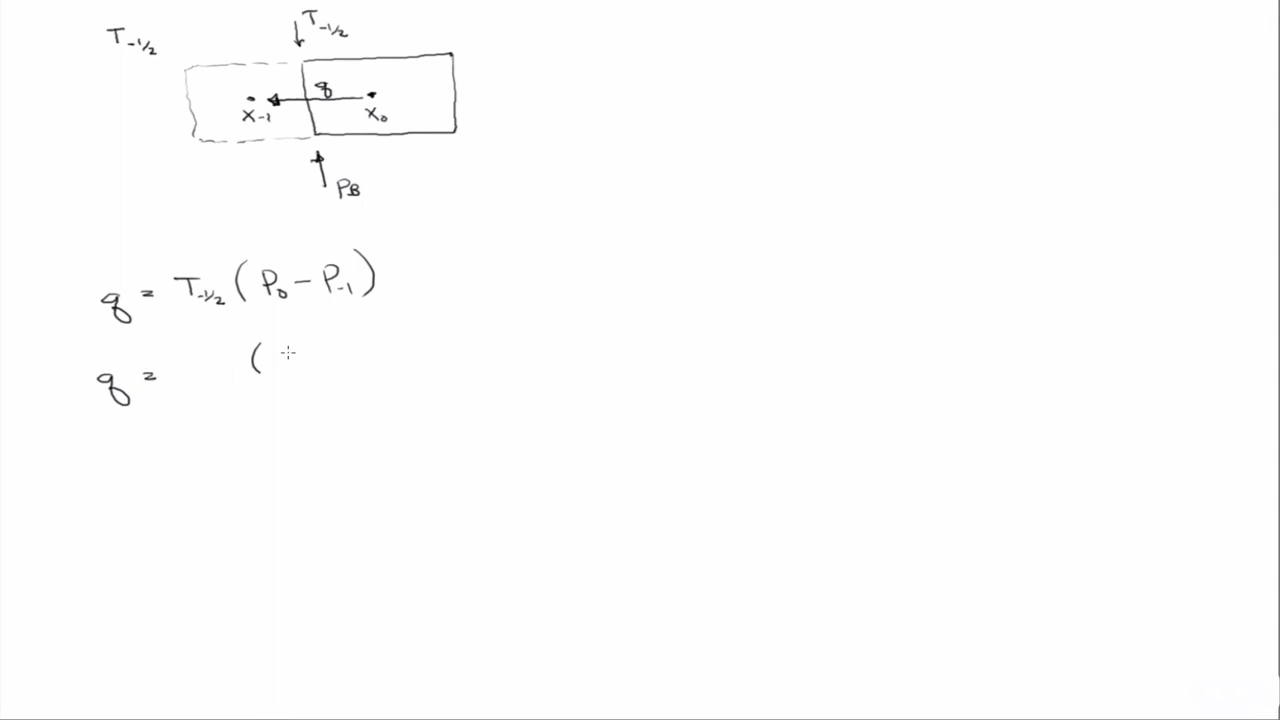 T-1/2
T-1/2
q
x-1
x0
PB
q = T-1/2 ( P0 - P-1 )
q = (